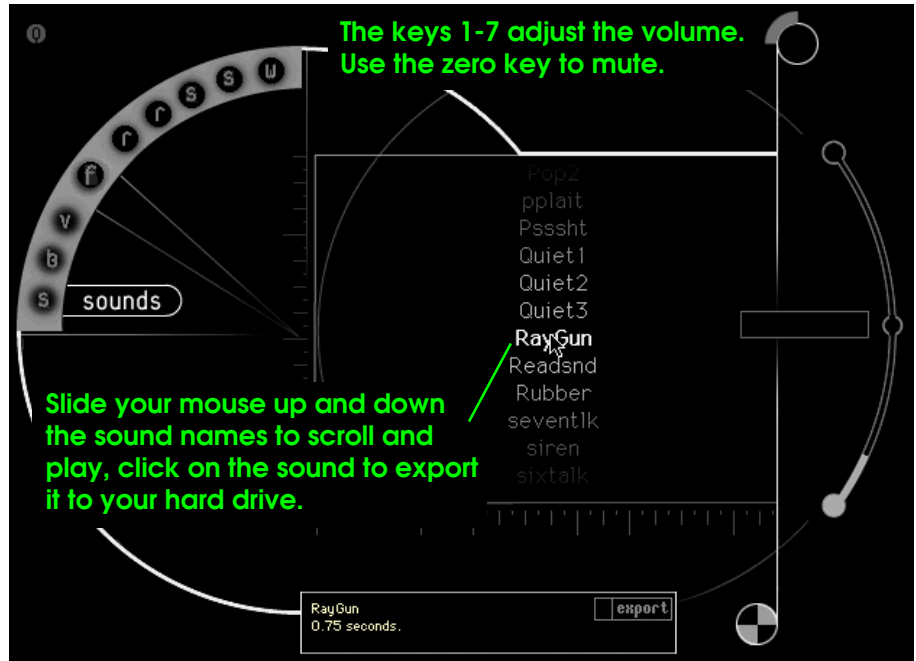 Q
The keys 1-7 adjust the volume.
Use the zero key to mute.
w
s
s
r
r
f
v
b
s
sounds
Pop2
pplait
Psssht
Quiet1
Quiet2
Quiet3
RayGun
Readsnd
Rubber
seventlk
siren
sixtalk
Slide your mouse up and down
the sound names to scroll and
play, click on the sound to export
it to your hard drive.
RayGun
0.75 seconds.
export